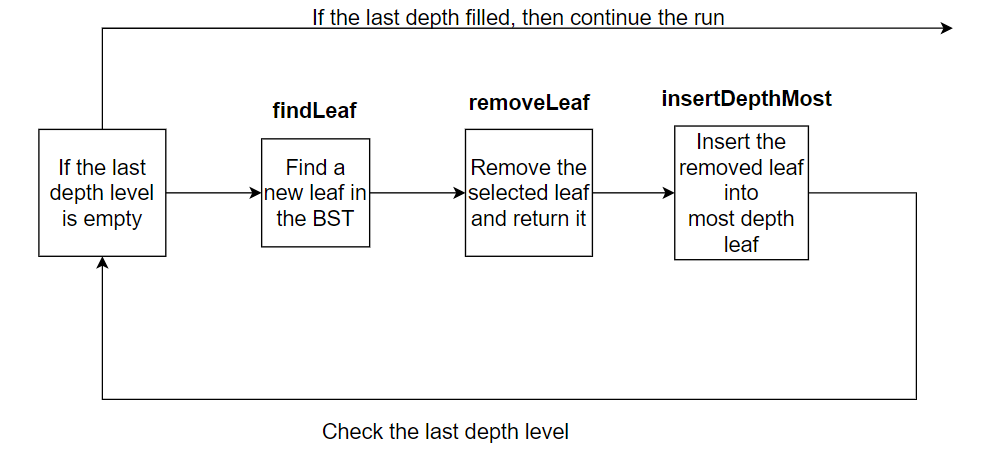 If the last depth filled, then continue the run
findLeaf
removeLeaf
insertDepthMost
If the last
depth level
is empty
Find a
new leaf in
the BST
Remove the
selected leaf
and return it
Insert the
removed leaf
into
most depth
leaf
Check the last depth level